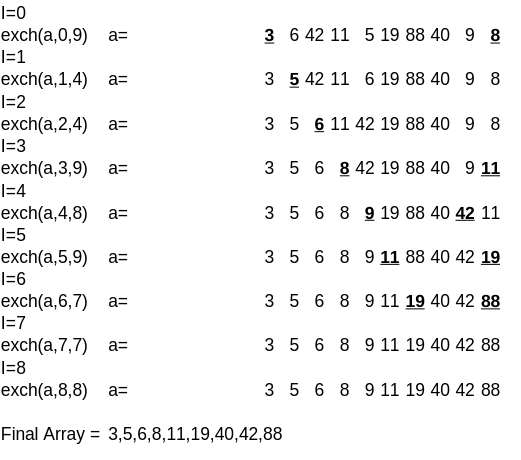 I=0
exch(a,0,9) a= 3 6 42 11 5 19 88 40 9 8
I=1
exch(a,1,4) a= 3 5 42 11 6 19 88 40 9 8
I=2
exch(a,2,4) a= 3 5 6 11 42 19 88 40 9 8
I=3
exch(a,3,9) a= 3 5 6 8 42 19 88 40 9 11
I=4
exch(a,4,8) a= 3 5 6 8 9 19 88 40 42 11
I=5
exch(a,5,9) a= 3 5 6 8 9 11 88 40 42 19
I=6
exch(a,6,7) a= 3 5 6 8 9 11 19 40 42 88
I=7
exch(a,7,7) a= 3 5 6 8 9 11 19 40 42 88
I=8
exch(a,8,8) a= 3 5 6 8 9 11 19 40 42 88
Final Array = 3,5,6,8,11,19,40,42,88